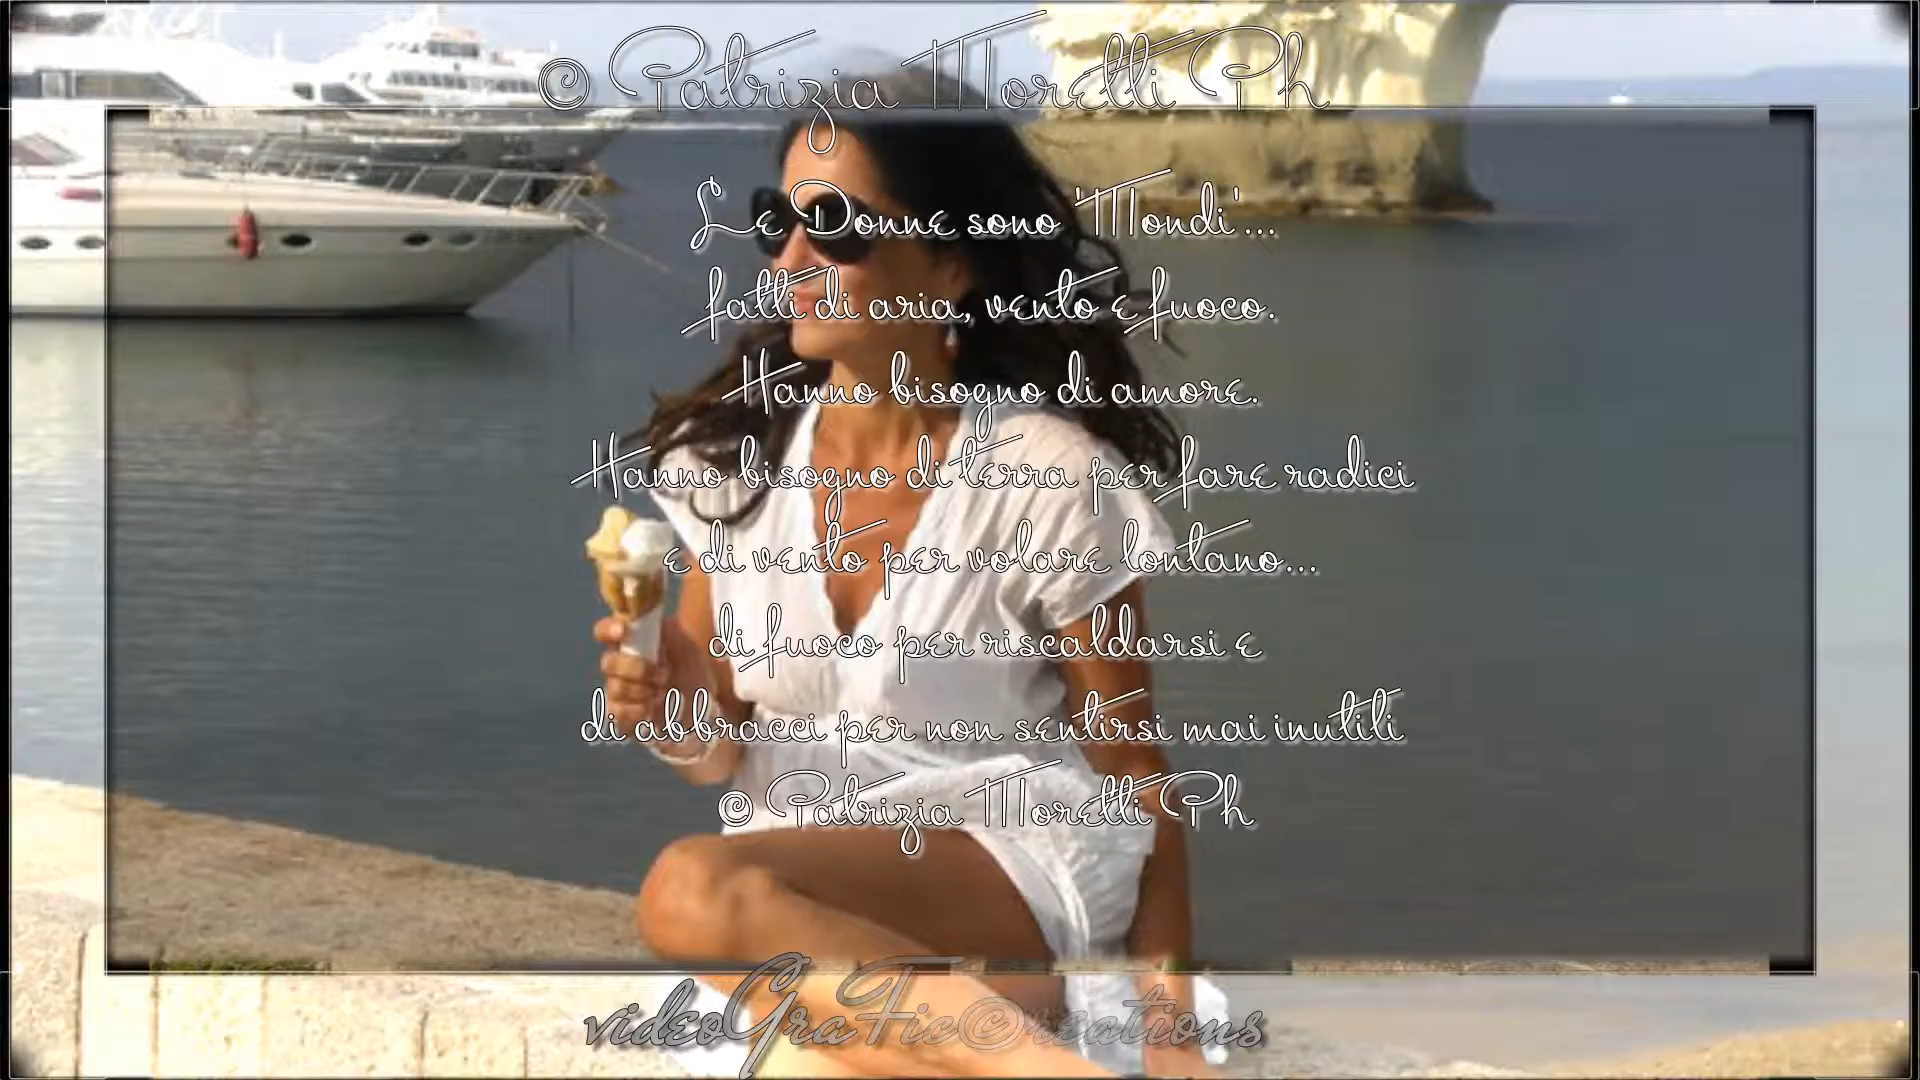 © Patrizia Moretti Ph
Le Donne sono 'Mondi'...
fatti di aria, vento e fuoco.
Hanno bisogno di amore.
Hanno bisogno di terra per fare radici
e di vento per volare lontano...
di fuoco per riscaldarsi e
di abbracci per non sentirsi mai inutili
© Patrizia Moretti Ph
videoGraFic©reations